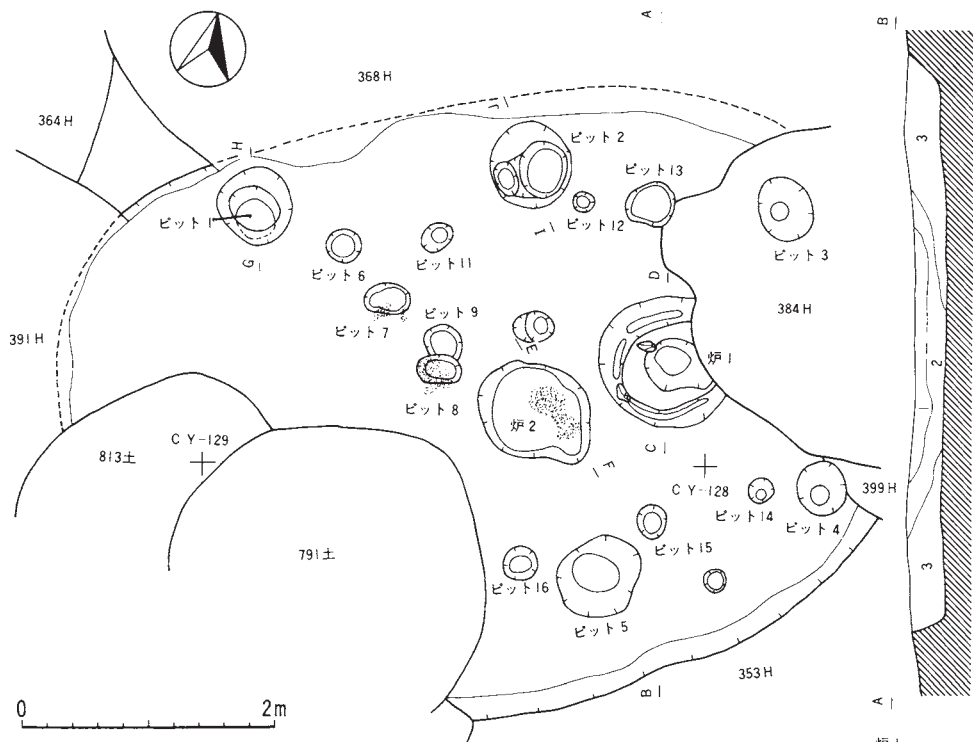 A
B
368H
364H
J
H
ピット2
3
ピット13
ピット1
I
ピット12
ピット3
G
ピット6
ピット11
D
ピット7
ピット9
E
384H
391H
炉1
2
ピット8
炉2
C
F
CY-129
813土
CY-128
399H
ピット14
ピット4
791土
ピット15
ピット16
3
ピット5
353H
B
A
0
2m
炉1